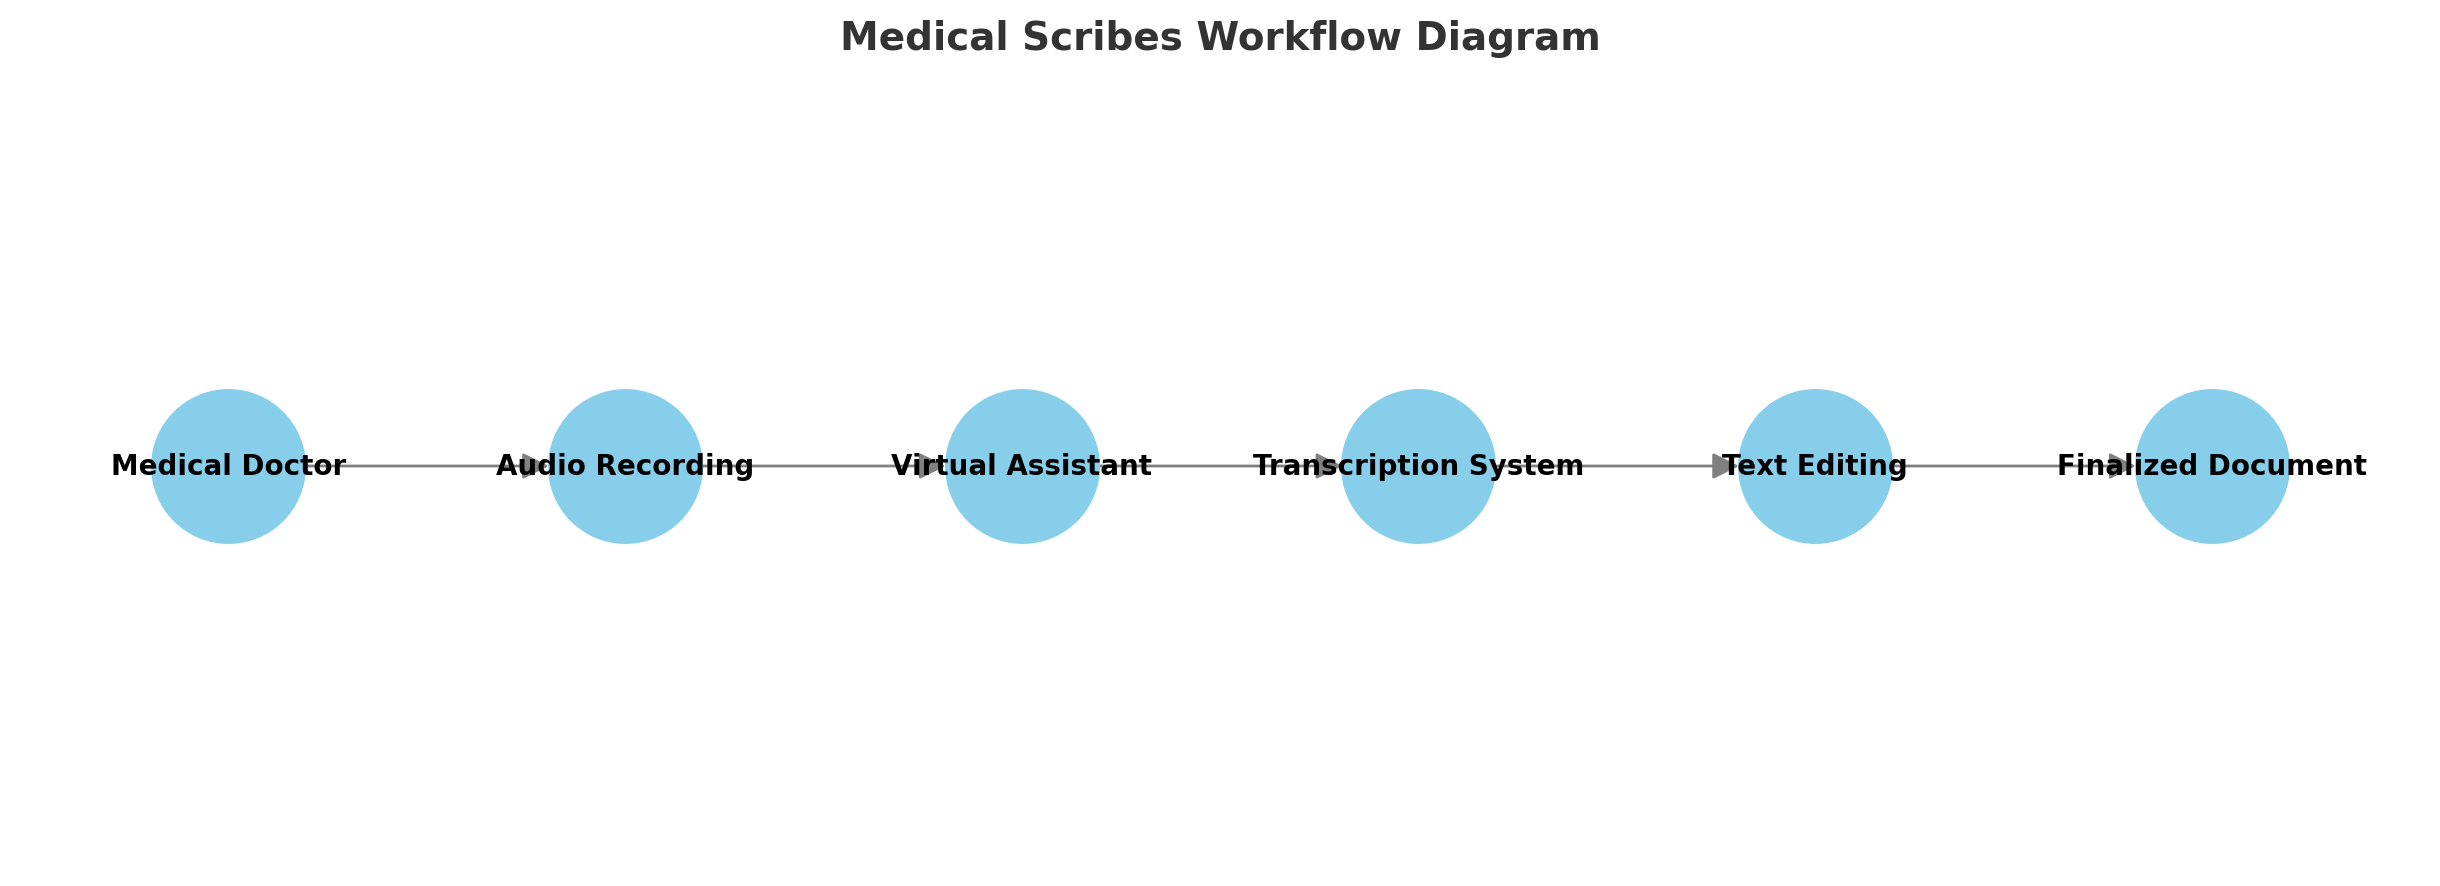 Medical Scribes Workflow Diagram
Medical Doctor
Audio Recording
Virtual Assistant
Transcription System
Text Editing
Finalized Document